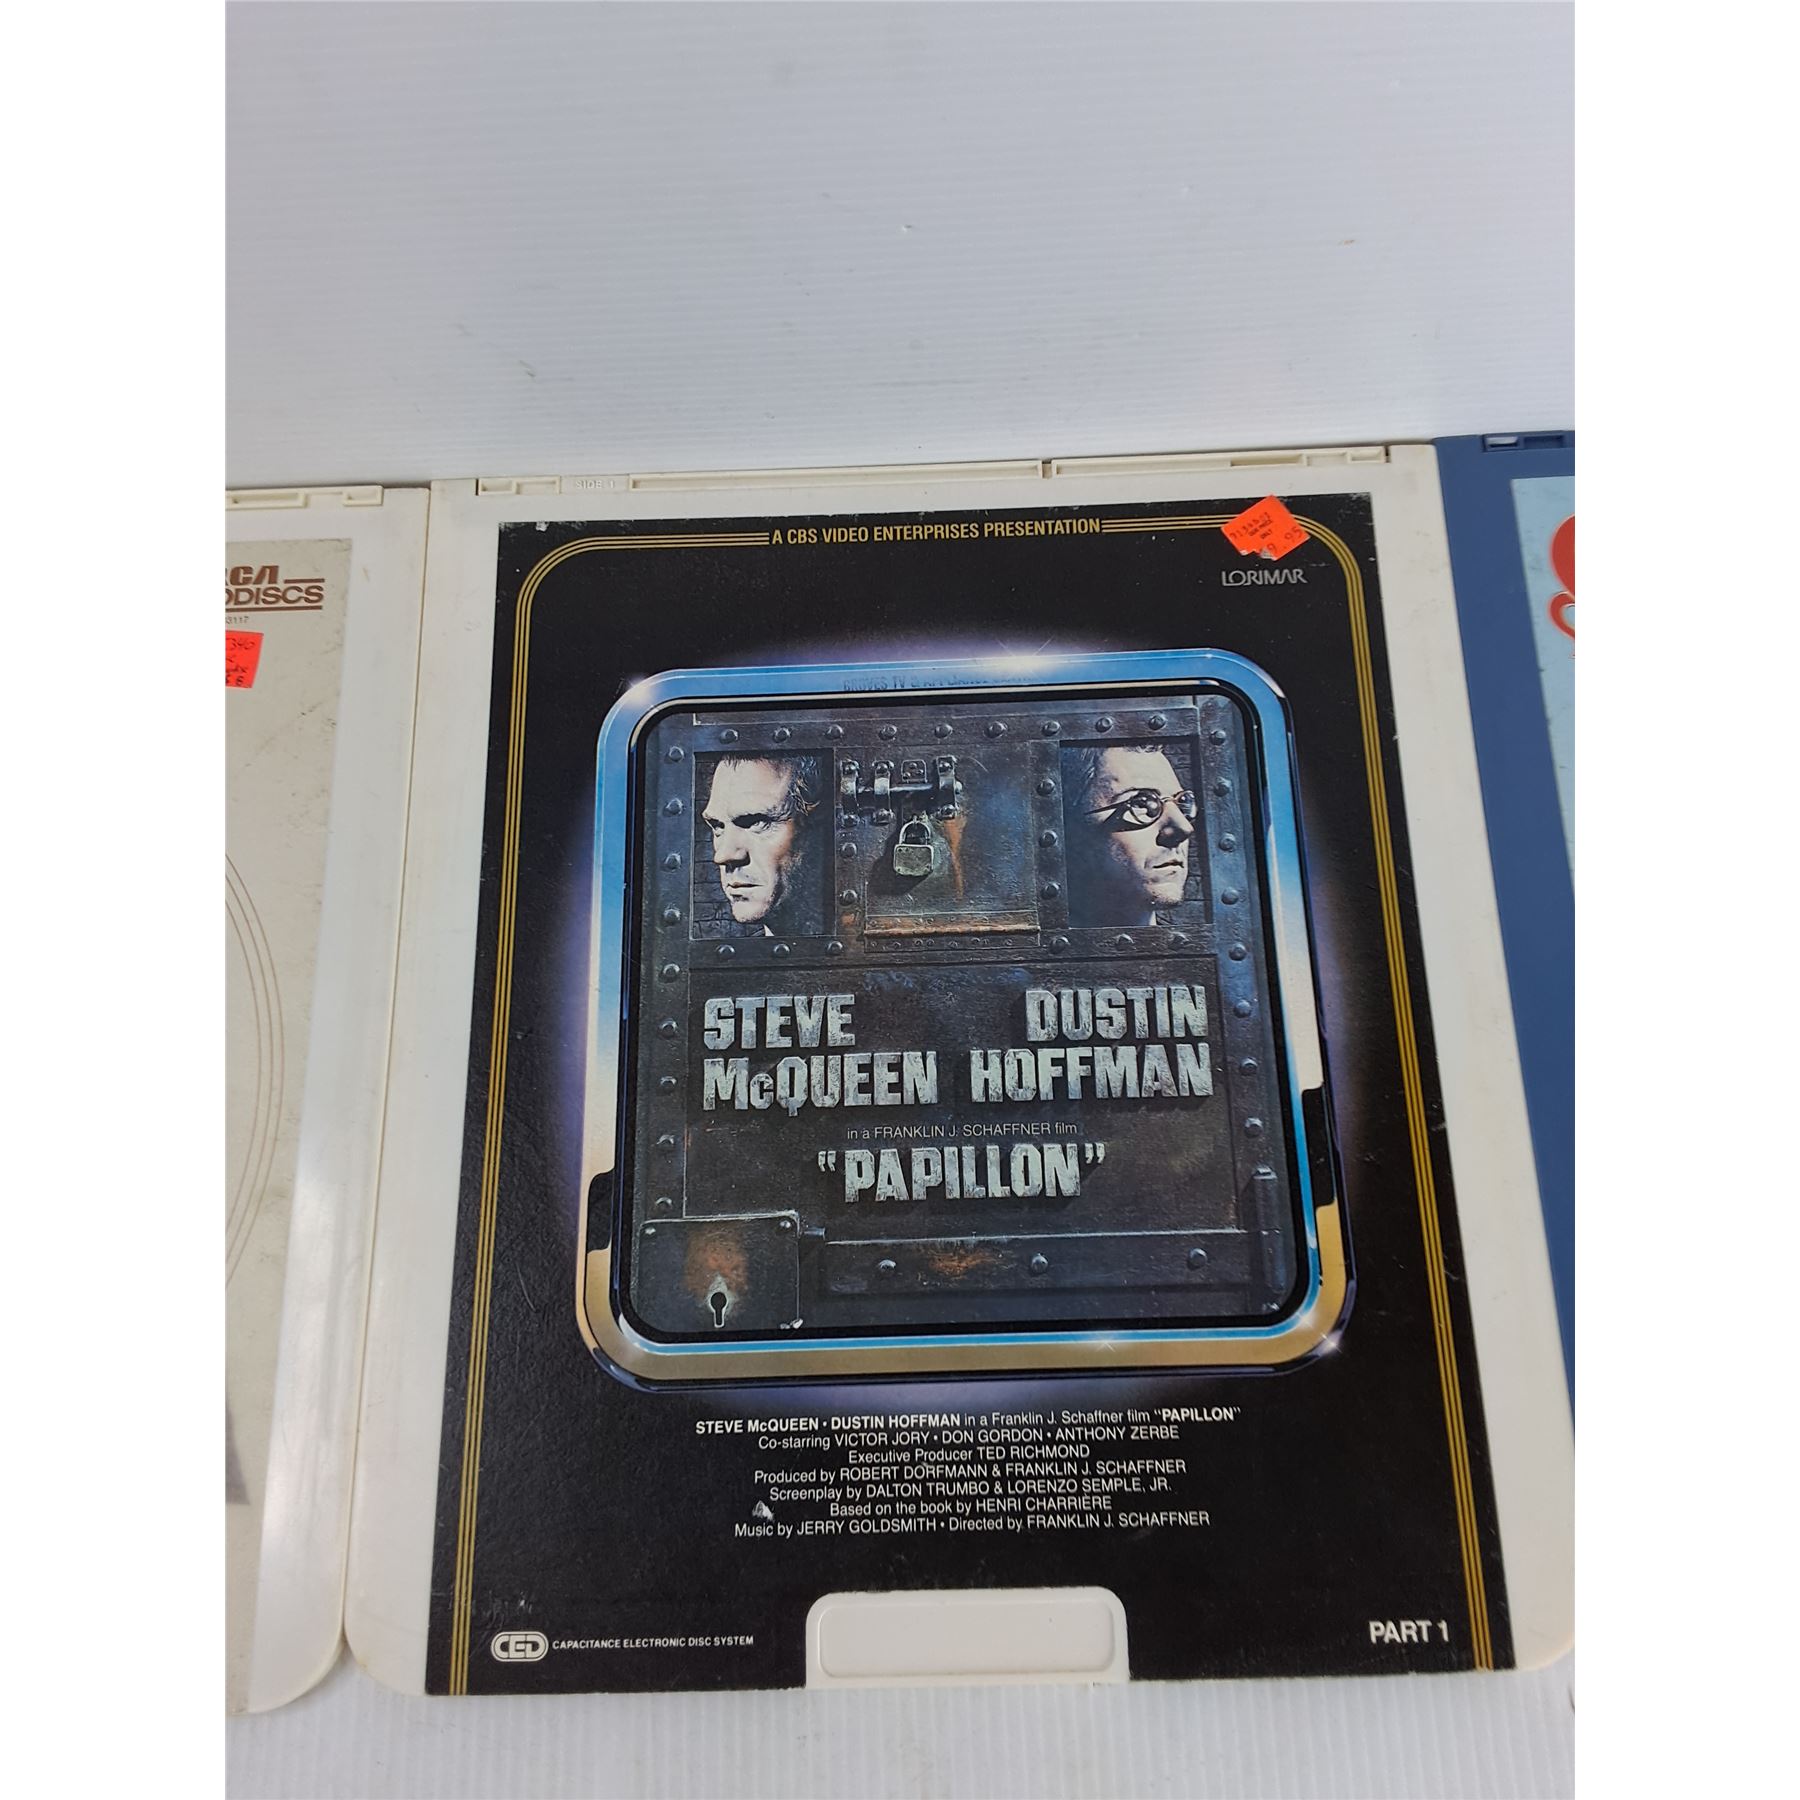 SIDE 1
A CBS VIDEO ENTERPRISES PRESENTATION
LORIMAR
RCA
DISCS
GROVES TV &
STEVE DUSTIN
McQUEEN HOFFMAN
in a FRANKLIN J. SCHAFFNER film
"PAPILLON"
STEVE McQUEEN • DUSTIN HOFFMAN in a Franklin J. Schaffner film "PAPILLON"
Co-starring VICTOR JORY • DON GORDON • ANTHONY ZERBE
Executive Producer TED RICHMOND
Produced by ROBERT DORFMANN & FRANKLIN J. SCHAFFNER
Screenplay by DALTON TRUMBO & LORENZO SEMPLE, JR.
Based on the book by HENRI CHARRIÈRE
Music by JERRY GOLDSMITH • Directed by FRANKLIN J. SCHAFFNER
CED CAPACITANCE ELECTRONIC DISC SYSTEM
PART 1